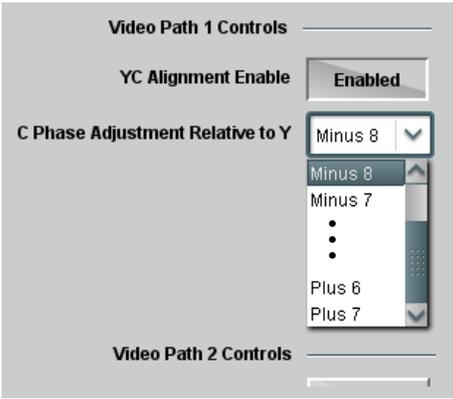 Video Path 1 Controls
YC Alignment Enable Enabled
C Phase Adjustment Relative to Y Minus 8
Minus 8
Minus 7
Plus 6
Plus 7
Video Path 2 Controls